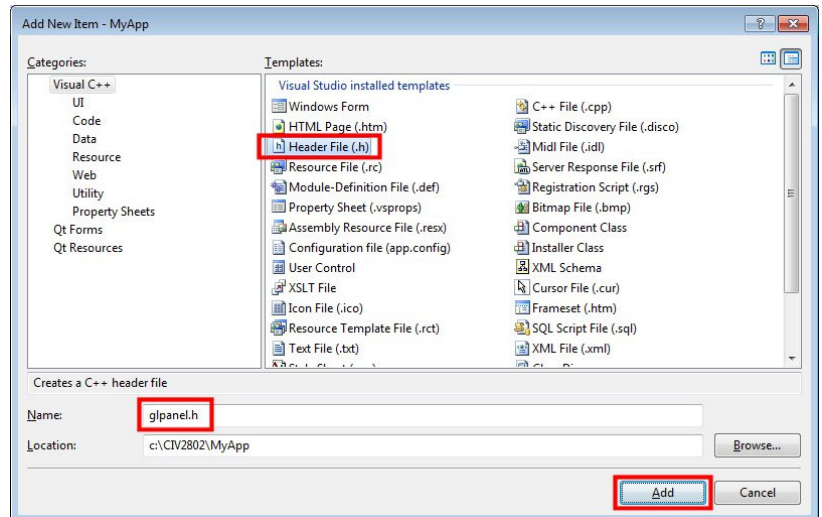 Add New Item - MyApp
Categories:
Templates:
Visual C++
UI
Code
Data
Resource
Web
Utility
Property Sheets
Qt Forms
Qt Resources
Visual Studio installed templates
Windows Form
C++ File (.cpp)
HTML Page (.htm)
Static Discovery File (.disco)
Header File (.h)
Midl File (.idl)
Resource File (.rc)
Server Response File (.srf)
Module-Definition File (.def)
Registration Script (.rgs)
Property Sheet (.vsprops)
Bitmap File (.bmp)
Assembly Resource File (.resx)
Component Class
Configuration file (app.config)
Installer Class
User Control
XML Schema
XSLT File
Cursor File (.cur)
Icon File (.ico)
Frameset (.htm)
Resource Template File (.rct)
SQL Script File (.sql)
Text File (.txt)
XML File (.xml)
Creates a C++ header file
Name:
glpanel.h
Location:
c:\CIV2802\MyApp
Browse...
Add
Cancel